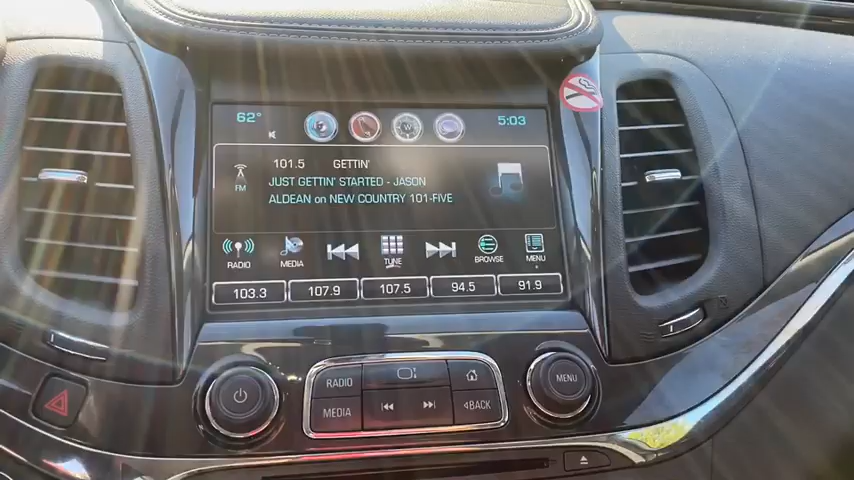 62° 5:03
101.5 GETTIN'
FM
JUST GETTIN' STARTED - JASON
ALDEAN on NEW COUNTRY 101-FIVE
RADIO MEDIA TUNE BROWSE MENU
103.3 107.9 107.5 94.5 91.9
RADIO
MENU
MEDIA BACK